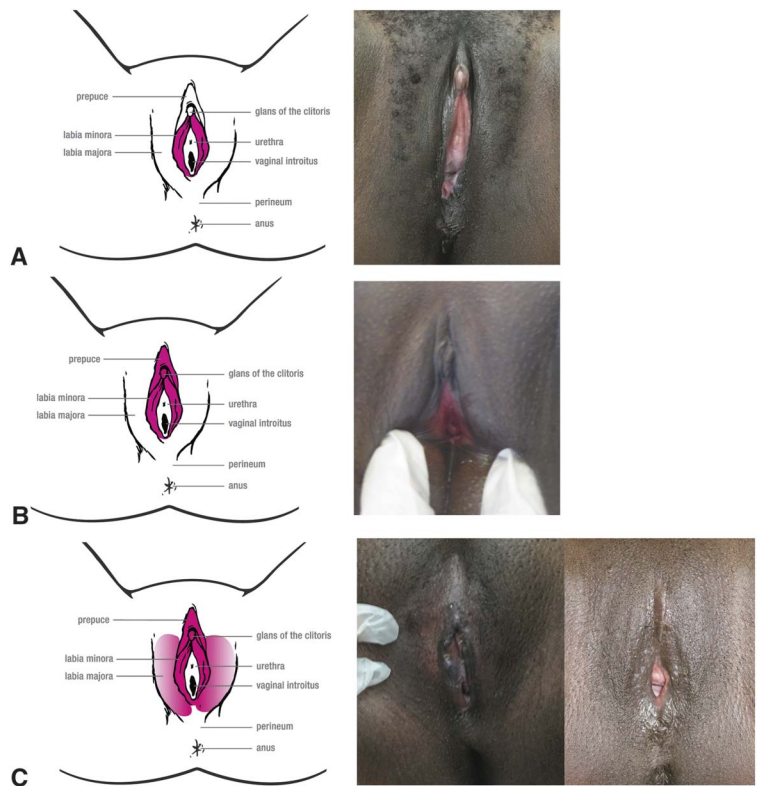 prepuce
glans of the clitoris
labia minora
urethra
labia majora
vaginal introitus
perineum
anus
A
prepuce
glans of the clitoris
labia minora
urethra
labia majora
vaginal introitus
perineum
anus
B
prepuce
glans of the clitoris
labia minora
urethra
labia majora
vaginal introitus
perineum
anus
C